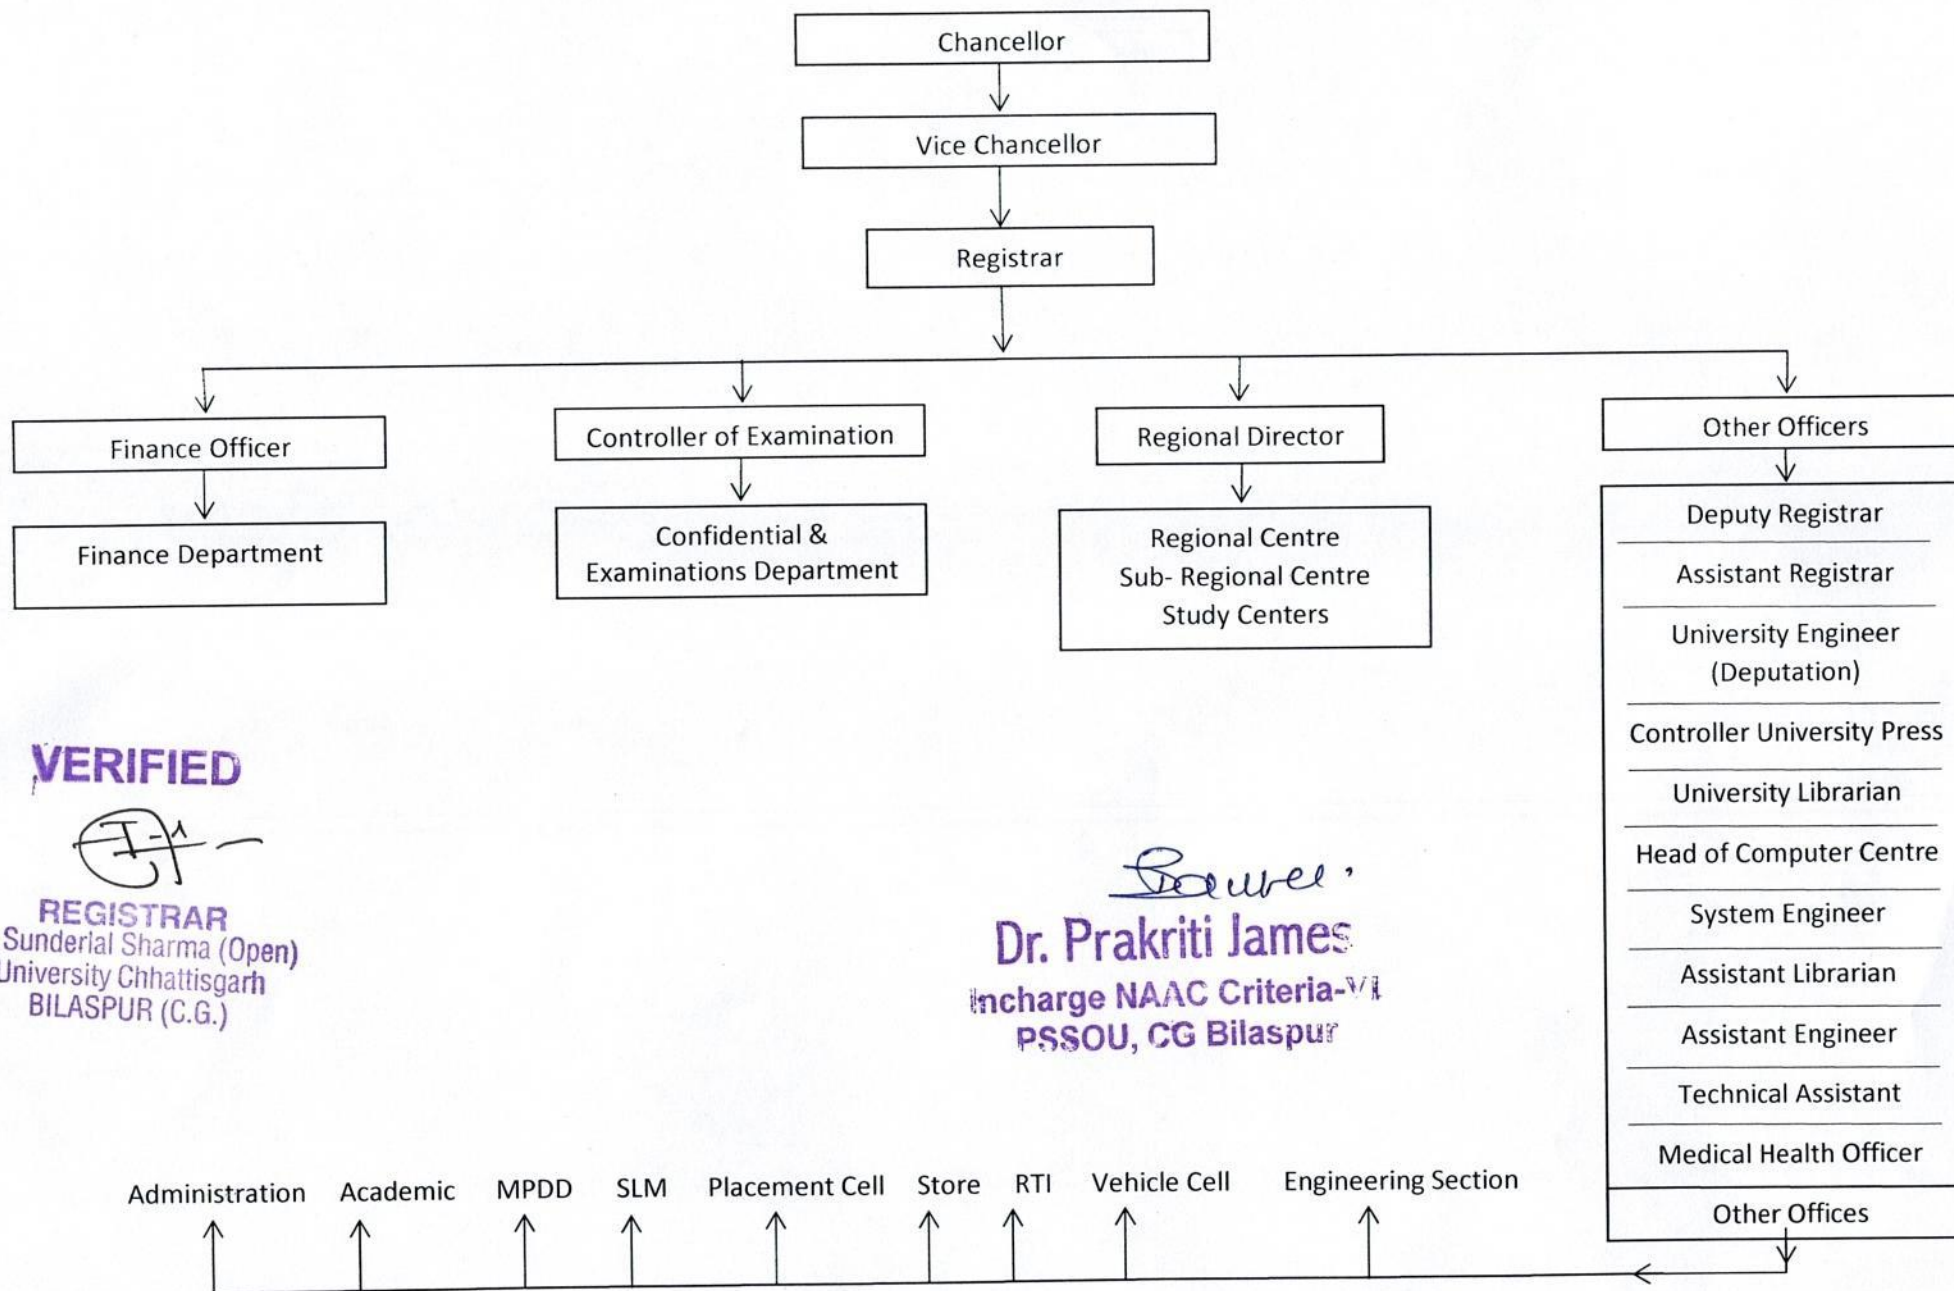 Chancellor
Vice Chancellor
Registrar
Finance Officer
Controller of Examination
Regional Director
Other Officers
Finance Department
Confidential &
Examinations Department
Regional Centre
Sub- Regional Centre
Study Centers
Deputy Registrar
Assistant Registrar
University Engineer
(Deputation)
Controller University Press
University Librarian
Head of Computer Centre
System Engineer
Assistant Librarian
Assistant Engineer
Technical Assistant
Medical Health Officer
Other Offices
VERIFIED
REGISTRAR
Sunderlal Sharma (Open)
University Chhattisgarh
BILASPUR (C.G.)
Dr. Prakriti James
Incharge NAAC Criteria-VI
PSSOU, CG Bilaspur
Administration
Academic
MPDD
SLM
Placement Cell
Store
RTI
Vehicle Cell
Engineering Section